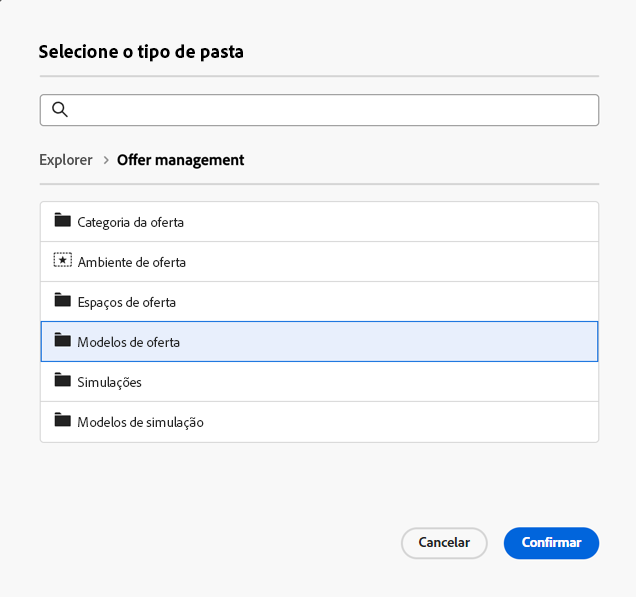 Selecione o tipo de pasta
Explorer > Offer management
Categoria da oferta
Ambiente de oferta
Espaços de oferta
Modelos de oferta
Simulações
Modelos de simulação
Cancelar Confirmar